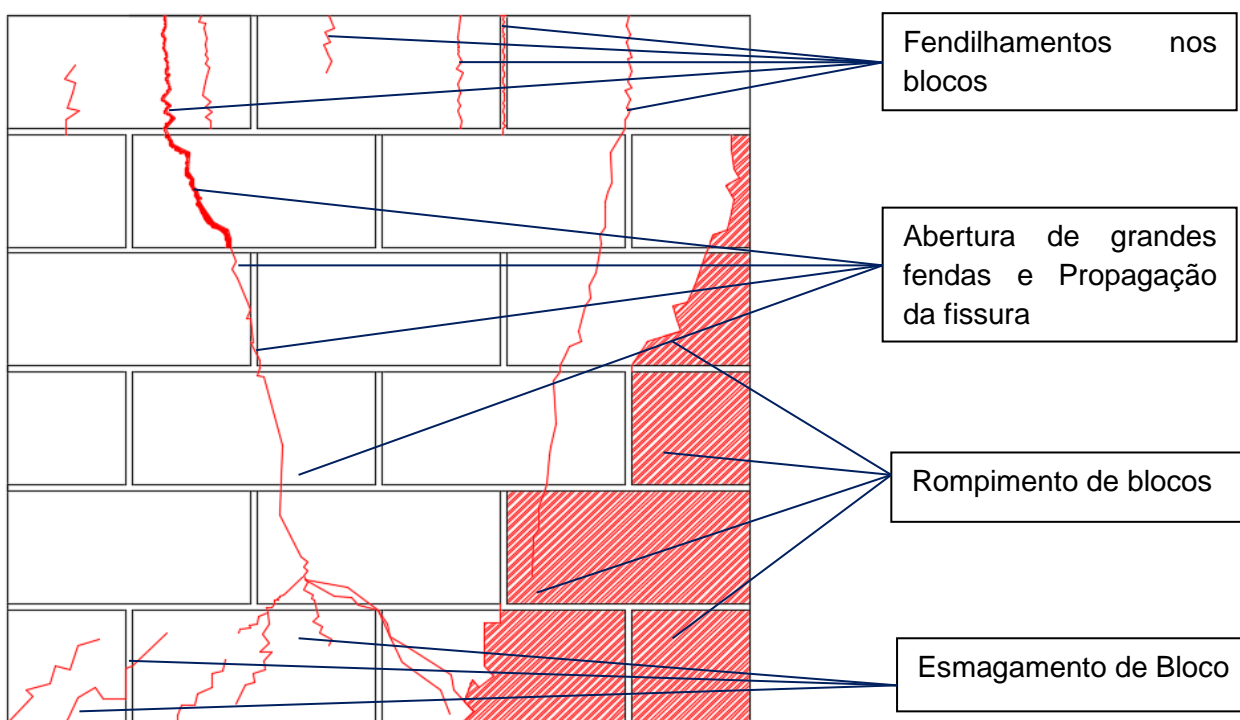 Fendilhamentos nos
blocos
Abertura de grandes
fendas e Propagação
da fissura
Rompimento de blocos
Esmagamento de Bloco